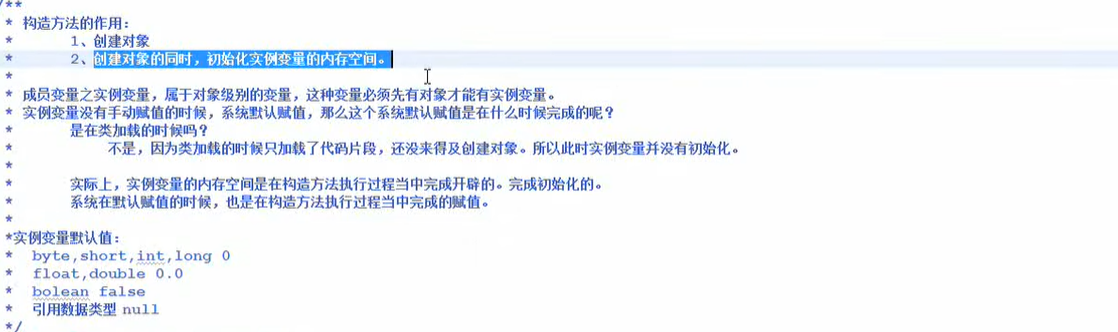 /**
* 构造方法的作用：
* 1、创建对象
* 2、创建对象的同时，初始化实例变量的内存空间。
*
* 成员变量之实例变量，属于对象级别的变量，这种变量必须先有对象才能有实例变量。
* 实例变量没有手动赋值的时候，系统默认赋值，那么这个系统默认赋值是在什么时候完成的呢？
* 是在类加载的时候吗？
* 不是，因为类加载的时候只加载了代码片段，还没来得及创建对象。所以此时实例变量并没有初始化。
*
* 实际上，实例变量的内存空间是在构造方法执行过程当中完成开辟的。完成初始化的。
* 系统在默认赋值的时候，也是在构造方法执行过程当中完成的赋值。
*
*实例变量默认值：
* byte,short,int,long 0
* float,double 0.0
* bolean false
* 引用数据类型 null
*/